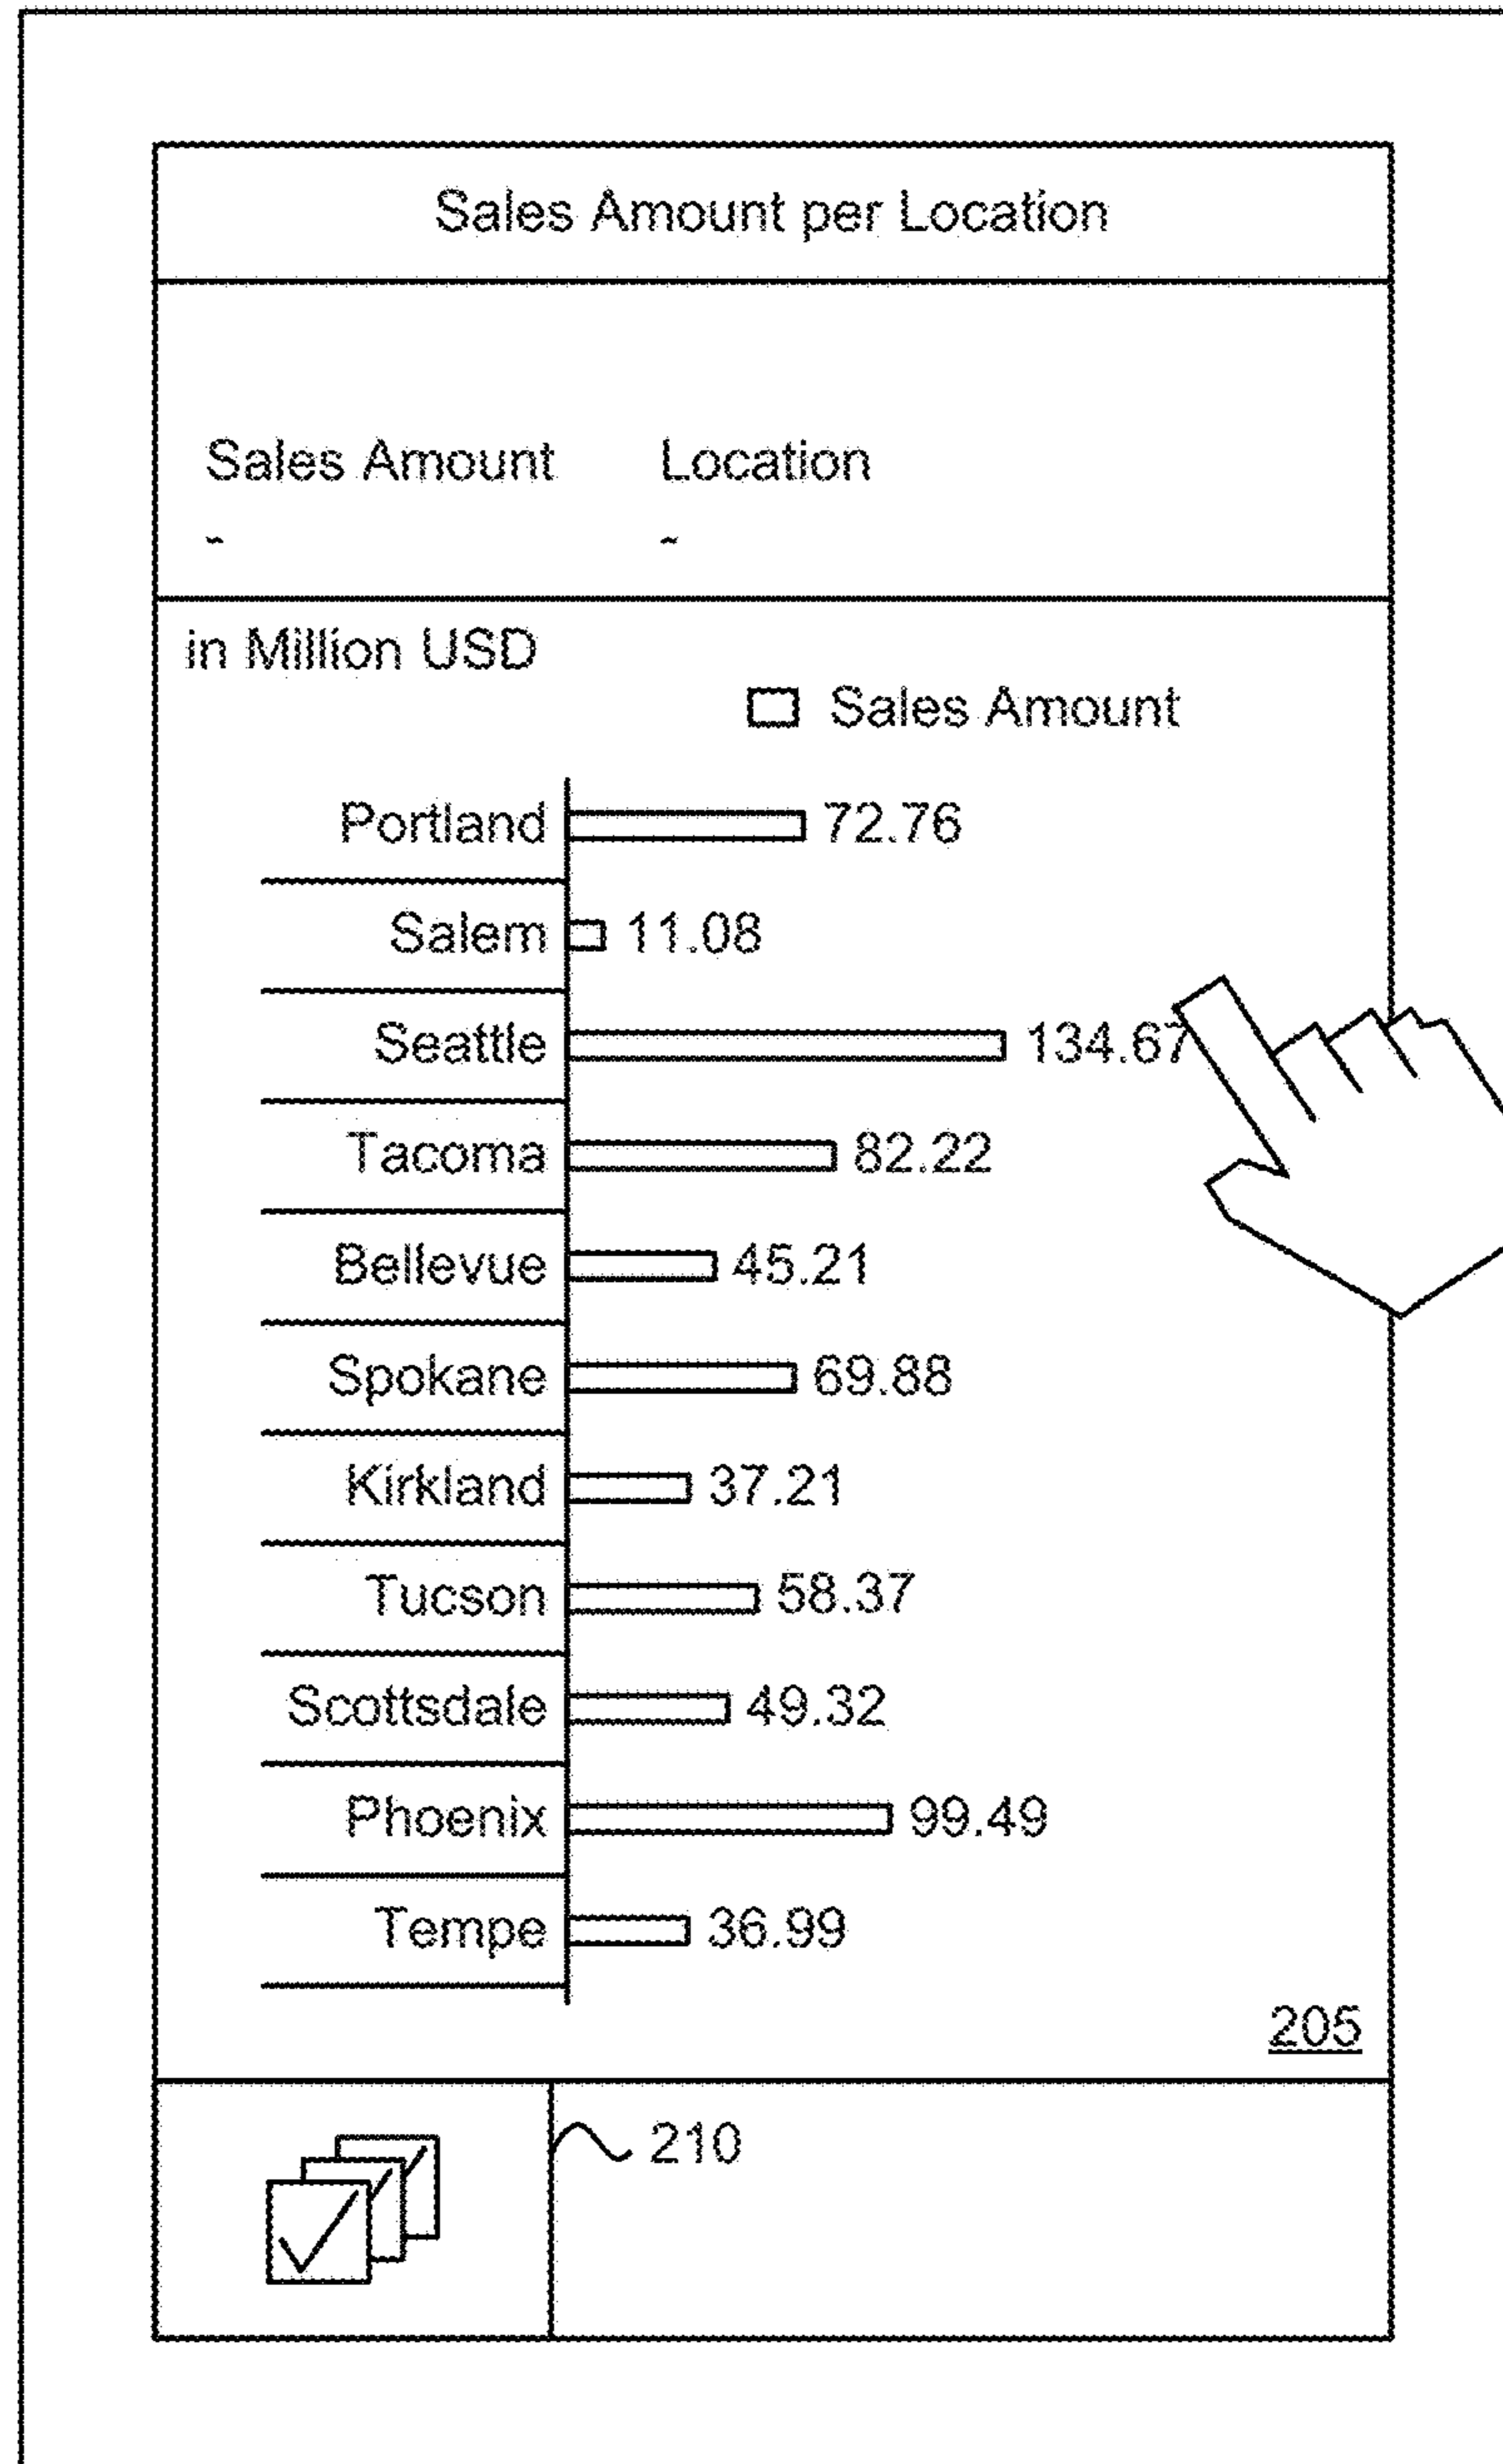 Sales Amount per Location
Sales Amount Location
- -
in Million USD
Sales Amount
Portland 72.76
Salem 11.08
Seattle 134.67
Tacoma 82.22
Bellevue 45.21
Spokane 69.88
Kirkland 37.21
Tucson 58.37
Scottsdale 49.32
Phoenix 99.49
Tempe 36.99
205
210